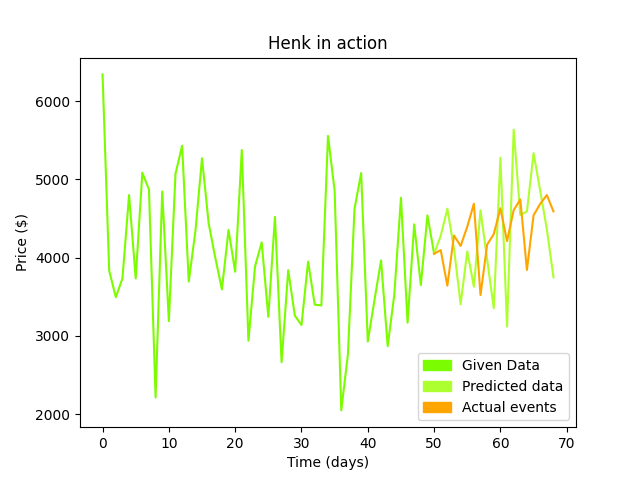 Henk in action
Price ($)
6000
5000
4000
3000
2000
Given Data
Predicted data
Actual events
0 10 20 30 40 50 60 70
Time (days)